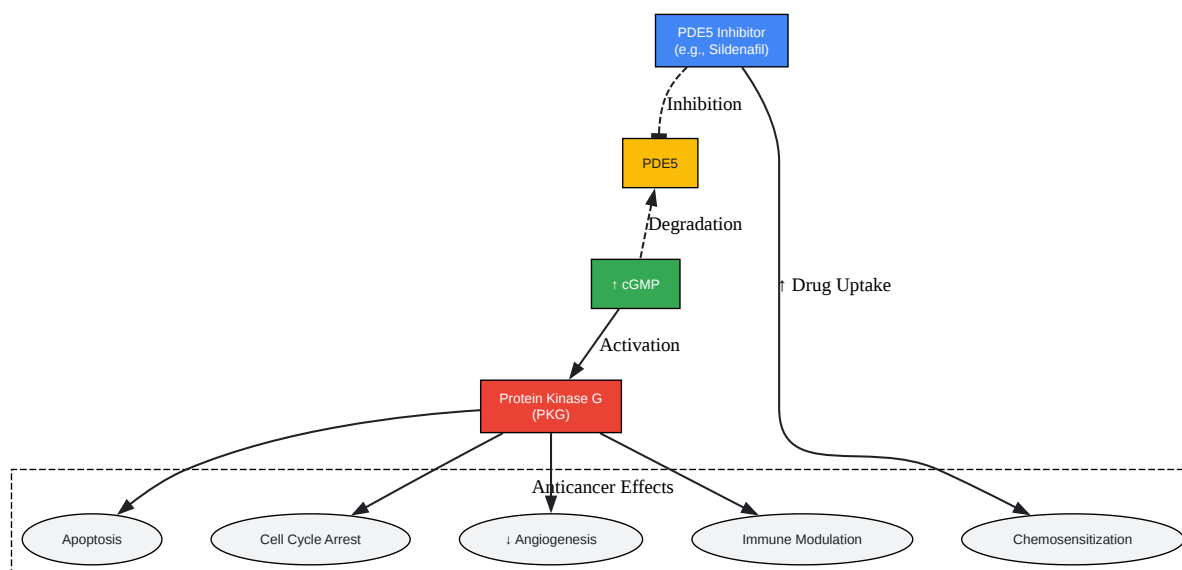 PDE5 Inhibitor
(e.g., Sildenafil)
Inhibition
PDE5
Degradation
↑ cGMP
↑ Drug Uptake
Activation
Protein Kinase G
(PKG)
Anticancer Effects
Apoptosis
Cell Cycle Arrest
↓ Angiogenesis
Immune Modulation
Chemosensitization